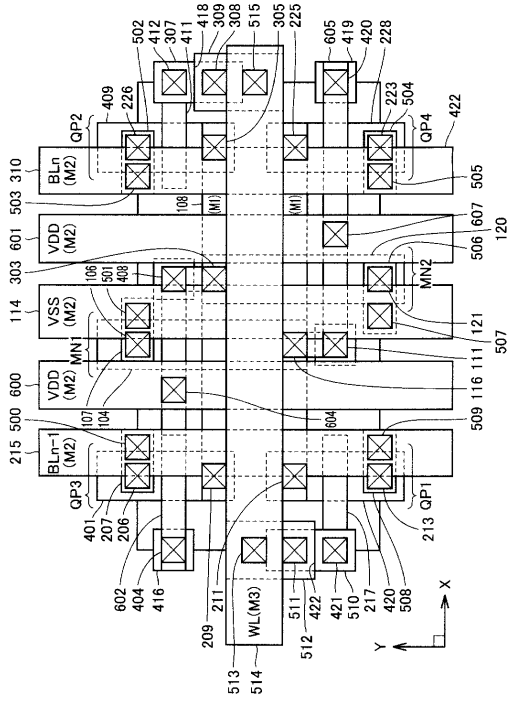 215
600
114
601
310
BLn-1
(M2)
VDD
(M2)
VSS
(M2)
VDD
(M2)
BLn
(M2)
QP3
401
207
206
500
107
104
MN1
106
501
408
303
503
226
502
409
QP2
412
307
411
418
309
308
515
305
225
605
419
420
228
404
416
602
604
108
(M1)
(M1)
209
211
WL(M3)
513
514
512
511
422
421
510
217
420
508
213
QP1
509
116
111
507
121
MN2
506
120
607
505
223
504
QP4
422
Y
X